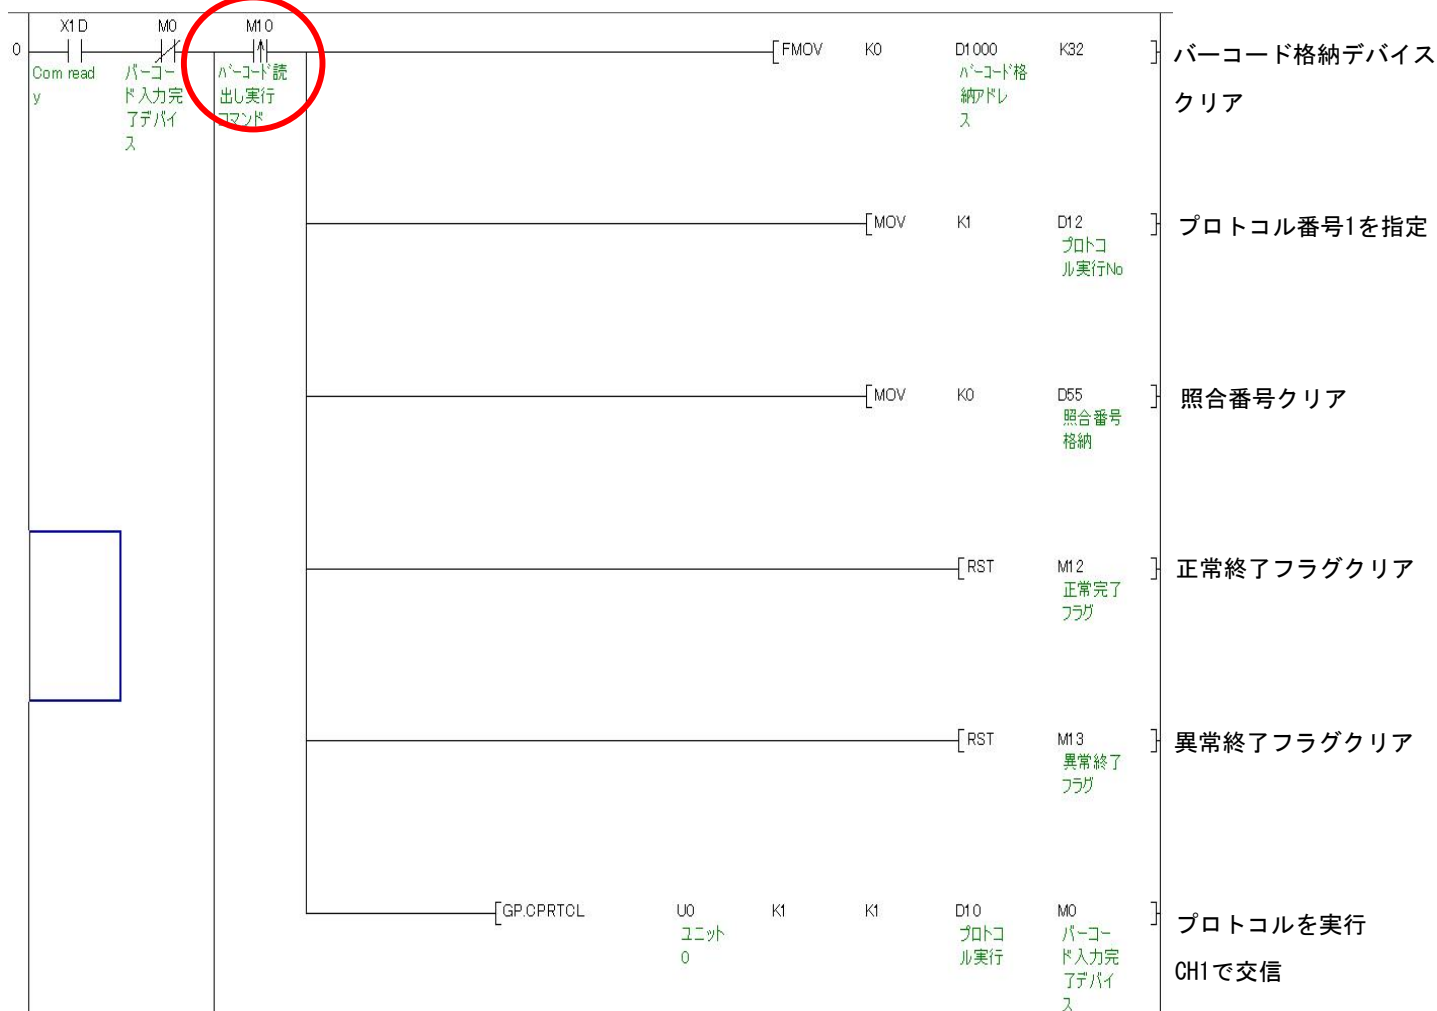 X1D M0 M10
0 [FMOV K0 D1000 K32 ] バーコード格納デバイス
Com read バーコー バーコード読 バーコード格
y ド入力完 出し実行 納アドレ クリア
了デバイ コマンド ス
ス
[MOV K1 D12 ] プロトコル番号1を指定
プロトコ
ル実行No
[MOV K0 D55 ] 照合番号クリア
照合番号
格納
[RST M12 ] 正常終了フラグクリア
正常完了
フラグ
[RST M13 ] 異常終了フラグクリア
異常終了
フラグ
[GP.CPRTCL U0 K1 K1 D10 M0 ] プロトコルを実行
ユニット プロトコ バーコー
0 ル実行 ド入力完 CH1で交信
了デバイ
ス